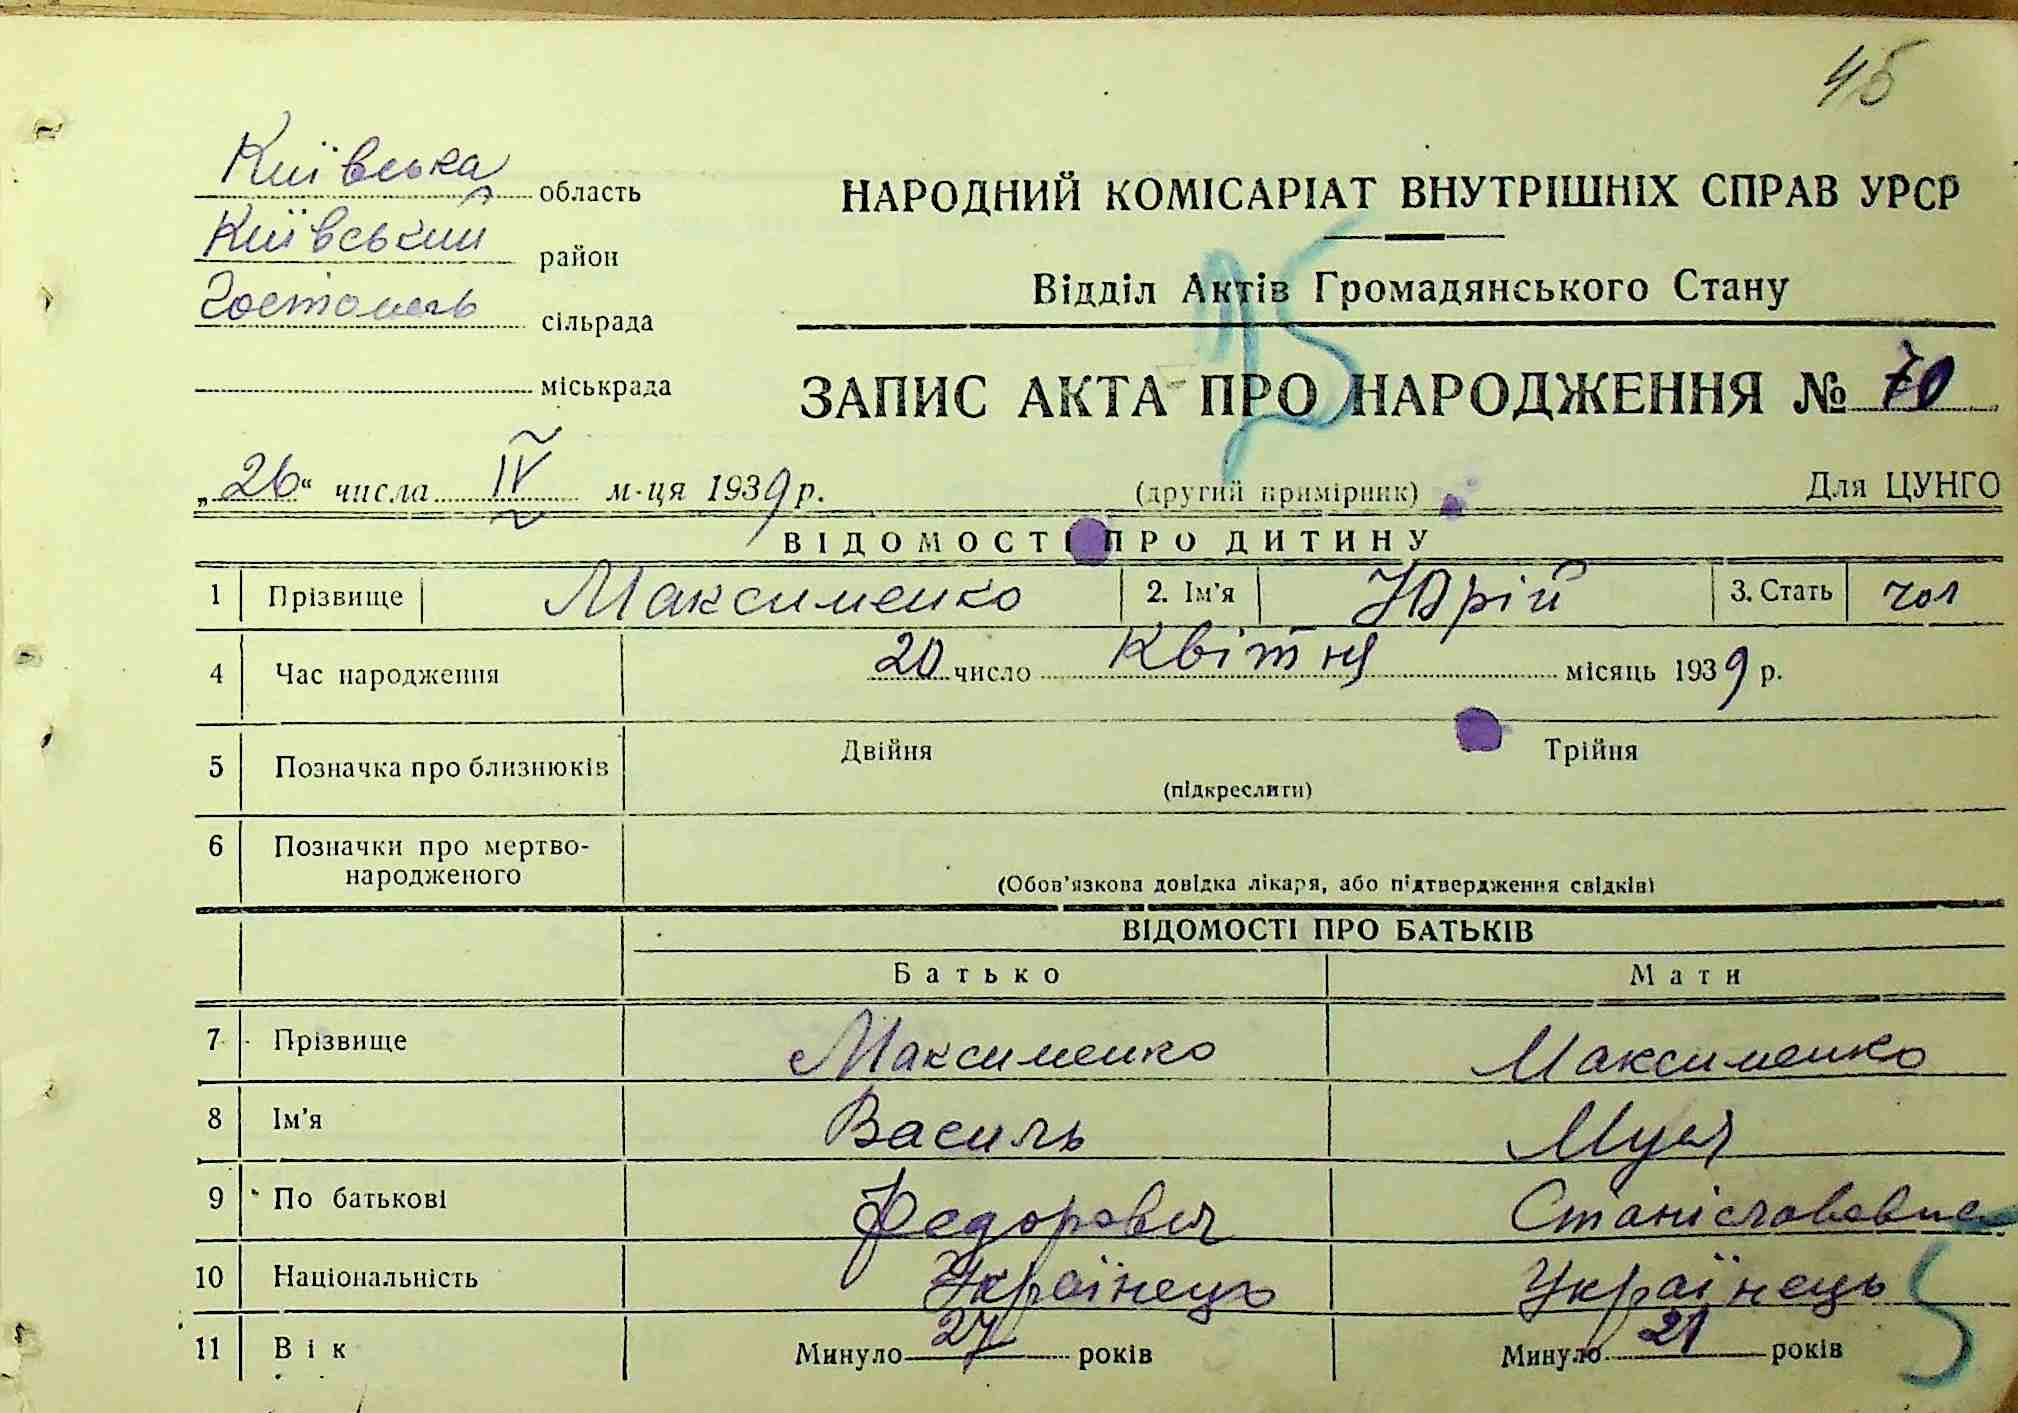 45
Київська область
Київський район
Гостомель сільрада
міськрада
НАРОДНИЙ КОМІСАРІАТ ВНУТРІШНІХ СПРАВ УРСР
Відділ Актів Громадянського Стану
ЗАПИС АКТА ПРО НАРОДЖЕННЯ № 70
„26“ числа IV м-ця 1939 р.
(другий примірник)
Для ЦУНГО
ВІДОМОСТІ ПРО ДИТИНУ
1 Прізвище Максименко 2. Ім'я Юрій 3. Стать чол
4 Час народження 20 число Квітня місяць 1939 р.
5 Позначка про близнюків Двійня Трійня
(підкреслити)
6 Позначки про мертво-
народженого
(Обов'язкова довідка лікаря, або підтвердження свідків)
ВІДОМОСТІ ПРО БАТЬКІВ
Батько Мати
7 Прізвище Максименко Максименко
8 Ім'я Василь
9 По батькові Федорович
10 Національність Українець Українець
11 Вік Минуло 27 років Минуло 21 років